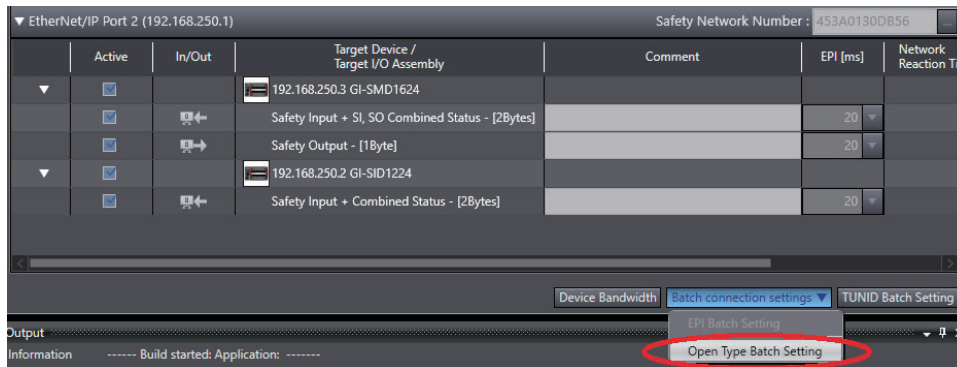 EtherNet/IP Port 2 (192.168.250.1) Safety Network Number : 453A0130DB56 ...
Active In/Out Target Device / Target I/O Assembly Comment EPI [ms] Network Reaction
192.168.250.3 GI-SMD1624
Safety Input + SI, SO Combined Status - [2Bytes] 20
Safety Output - [1Byte] 20
192.168.250.2 GI-SID1224
Safety Input + Combined Status - [2Bytes] 20
Device Bandwidth Batch connection settings TUNID Batch Setting
EPI Batch Setting
Output
Open Type Batch Setting
Information ------ Build started: Application: -------